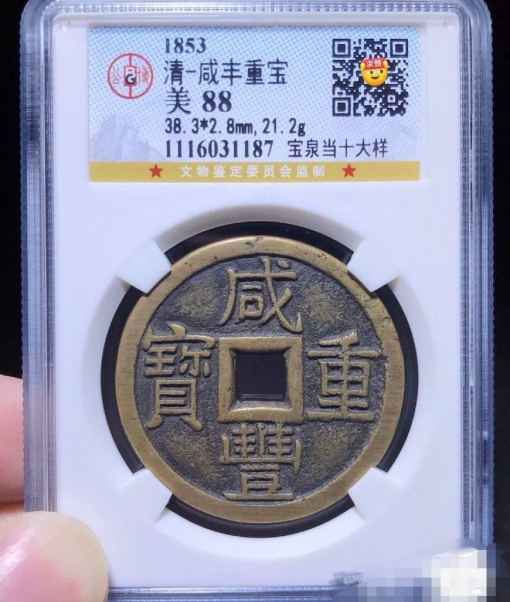 1853
清-咸丰重宝
美 88
38.3*2.8mm,21.2g
1116031187 宝泉当十大样
★ 文物鉴定委员会监制 ★
咸
寶 重
豐